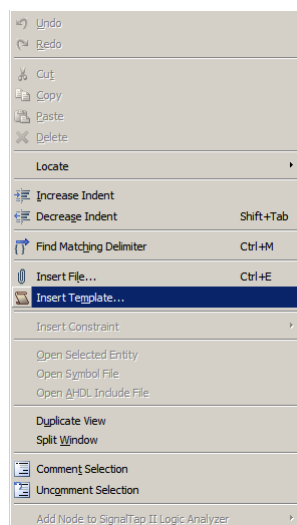 Undo
Redo
Cut
Copy
Paste
Delete
Locate
Increase Indent
Decrease Indent Shift+Tab
Find Matching Delimiter Ctrl+M
Insert File... Ctrl+E
Insert Template...
Insert Constraint
Open Selected Entity
Open Symbol File
Open AHDL Include File
Duplicate View
Split Window
Comment Selection
Uncomment Selection
Add Node to SignalTap II Logic Analyzer